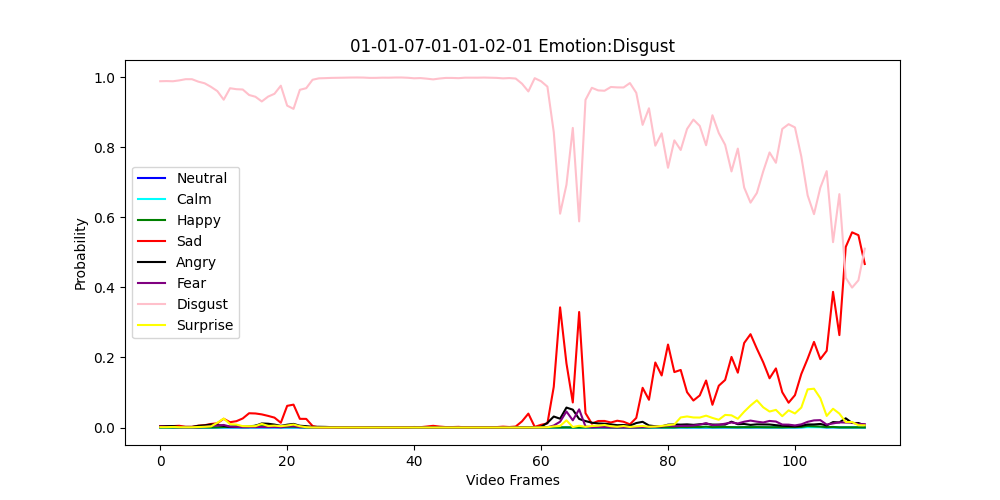 01-01-07-01-01-02-01 Emotion:Disgust
Probability
1.0
0.8
0.6
0.4
0.2
0.0
Neutral
Calm
Happy
Sad
Angry
Fear
Disgust
Surprise
0 20 40 60 80 100
Video Frames